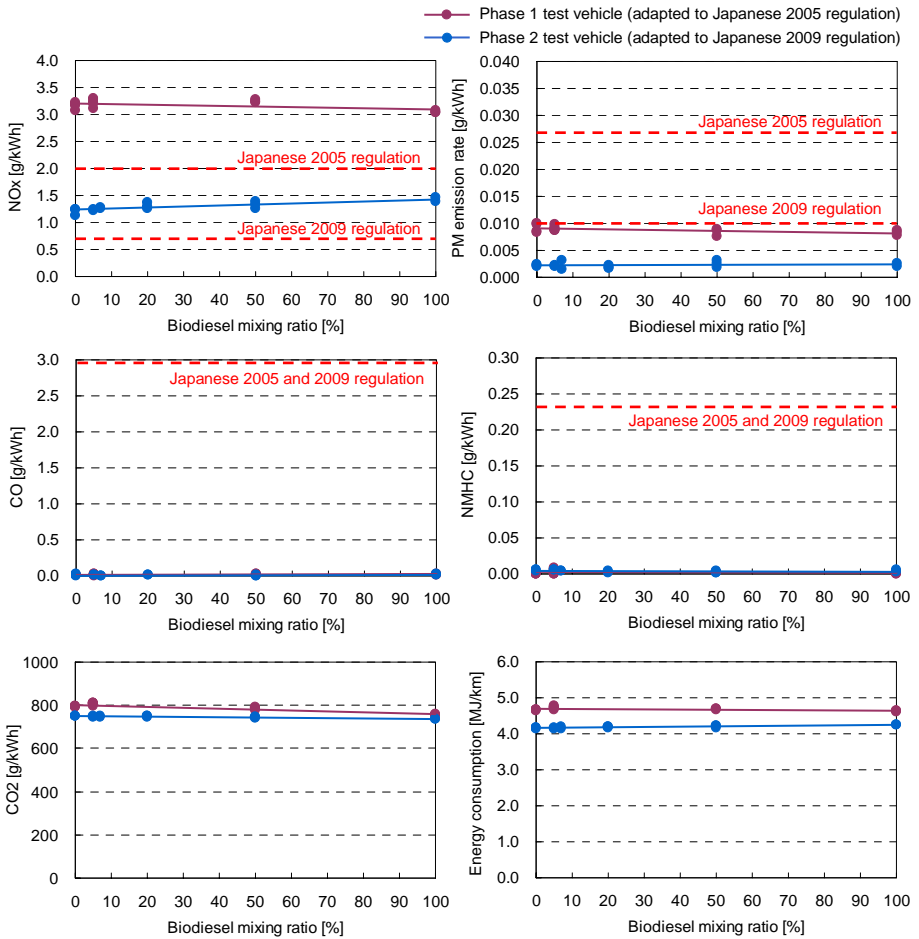 Phase 1 test vehicle (adapted to Japanese 2005 regulation)
Phase 2 test vehicle (adapted to Japanese 2009 regulation)
NOx [g/kWh]
4.0
3.5
3.0
2.5
2.0
1.5
1.0
0.5
0.0
Japanese 2005 regulation
Japanese 2009 regulation
0 10 20 30 40 50 60 70 80 90 100
Biodiesel mixing ratio [%]
PM emission rate [g/kWh]
0.040
0.035
0.030
0.025
0.020
0.015
0.010
0.005
0.000
Japanese 2005 regulation
Japanese 2009 regulation
0 10 20 30 40 50 60 70 80 90 100
Biodiesel mixing ratio [%]
CO [g/kWh]
3.0
2.5
2.0
1.5
1.0
0.5
0.0
Japanese 2005 and 2009 regulation
0 10 20 30 40 50 60 70 80 90 100
Biodiesel mixing ratio [%]
NMHC [g/kWh]
0.30
0.25
0.20
0.15
0.10
0.05
0.00
Japanese 2005 and 2009 regulation
0 10 20 30 40 50 60 70 80 90 100
Biodiesel mixing ratio [%]
CO2 [g/kWh]
1000
800
600
400
200
0
0 10 20 30 40 50 60 70 80 90 100
Biodiesel mixing ratio [%]
Energy consumption [MJ/km]
6.0
5.0
4.0
3.0
2.0
1.0
0.0
0 10 20 30 40 50 60 70 80 90 100
Biodiesel mixing ratio [%]